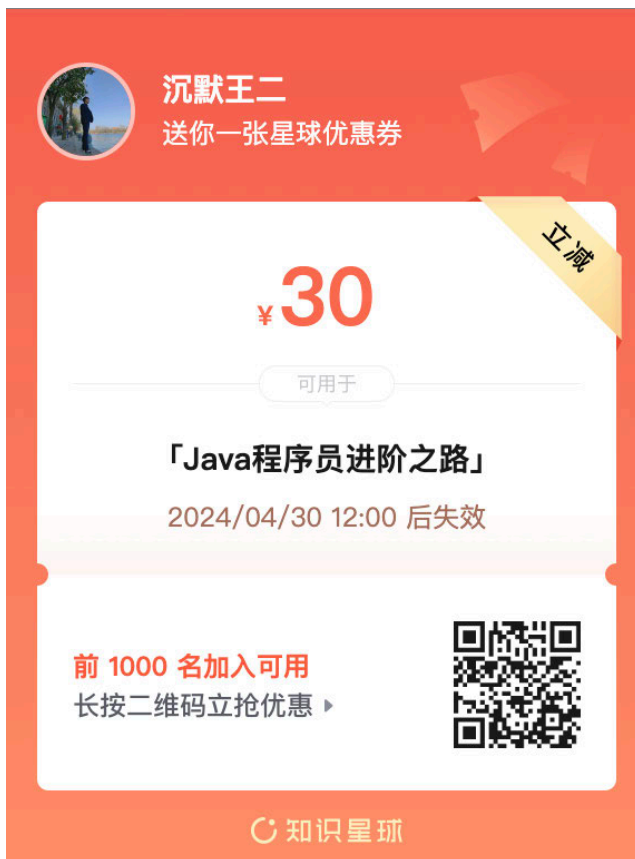 沉默王二
送你一张星球优惠券
立减
¥30
可用于
「Java程序员进阶之路」
2024/04/30 12:00 后失效
前 1000 名加入可用
长按二维码立抢优惠
知识星球